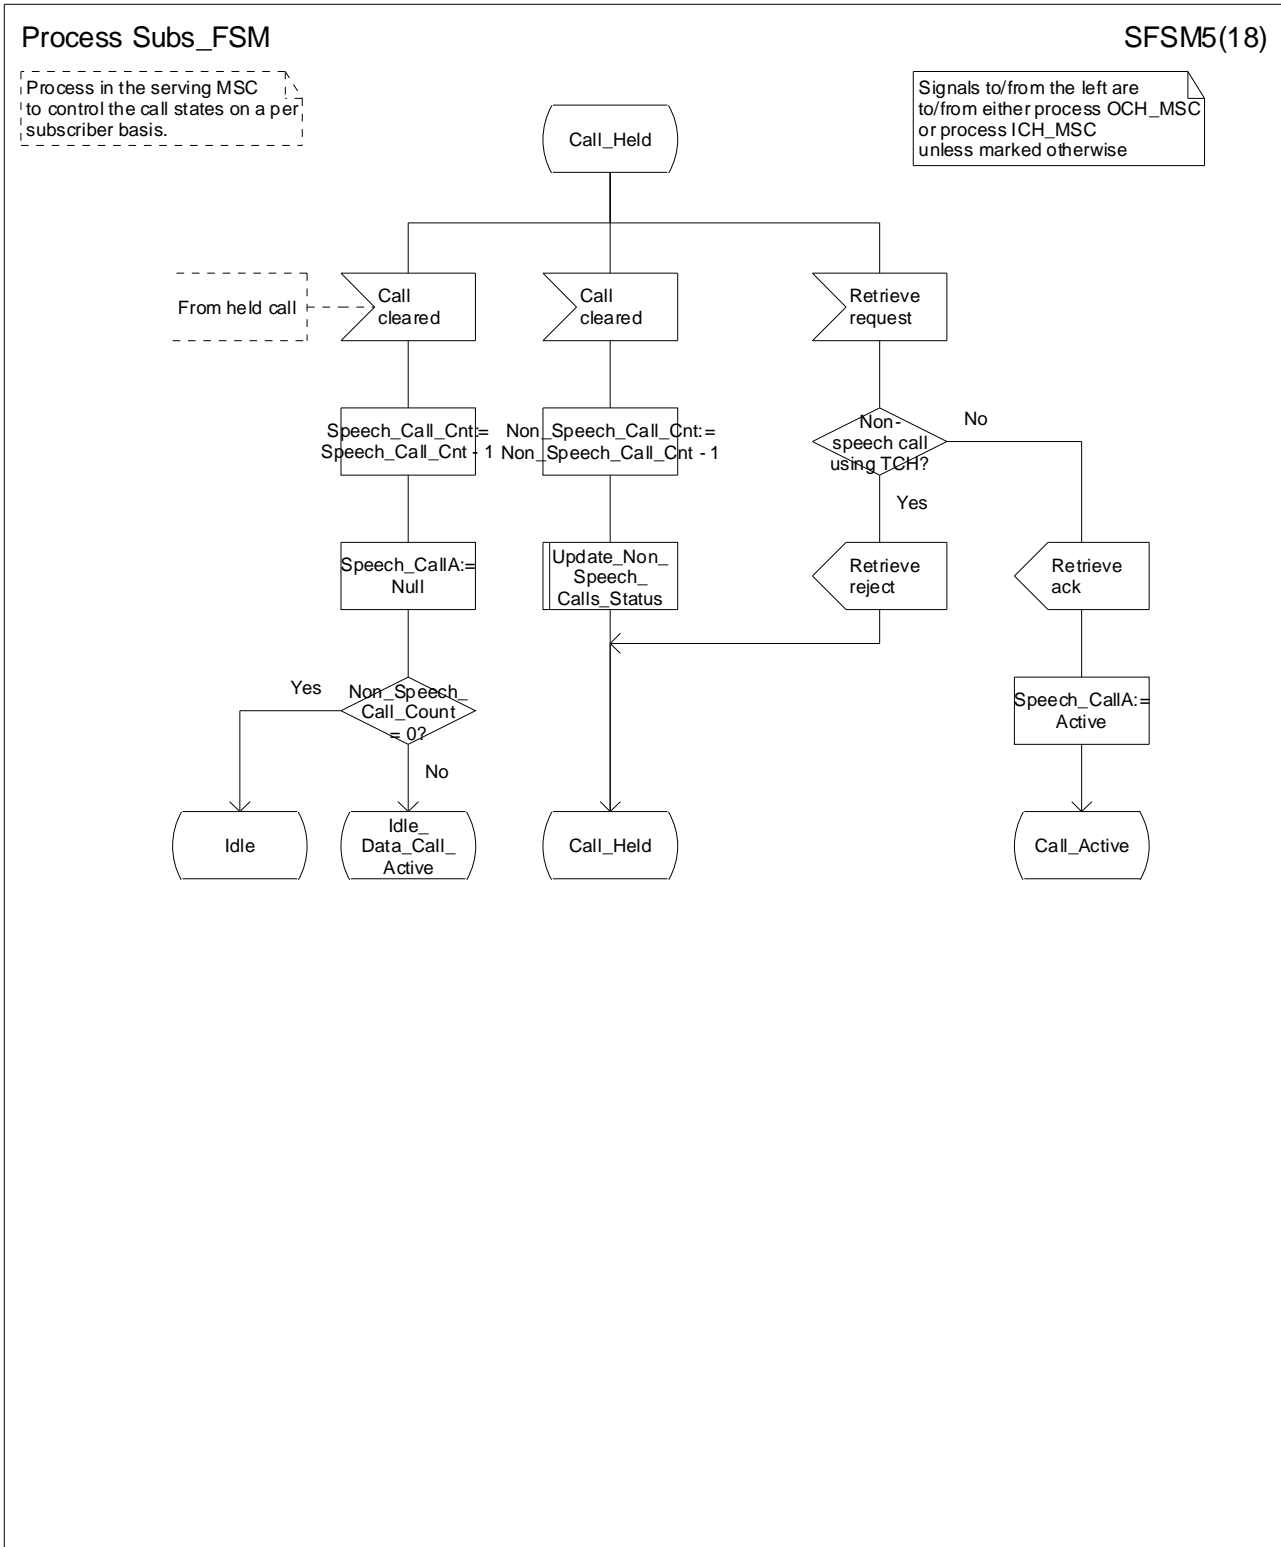 Process Subs_FSM
SFSM5(18)
Process in the serving MSC
to control the call states on a per
subscriber basis.
Signals to/from the left are
to/from either process OCH_MSC
or process ICH_MSC
unless marked otherwise
Call_Held
From held call
Call
cleared
Call
cleared
Retrieve
request
Speech_Call_Cnt:=
Speech_Call_Cnt - 1
Non_Speech_Call_Cnt:=
Non_Speech_Call_Cnt - 1
Non-
speech call
using TCH?
No
Yes
Speech_CallA:=
Null
Update_Non_
Speech_
Calls_Status
Retrieve
reject
Retrieve
ack
Yes
Non_Speech_
Call_Count
= 0?
No
Speech_CallA:=
Active
Idle
Idle_
Data_Call_
Active
Call_Held
Call_Active